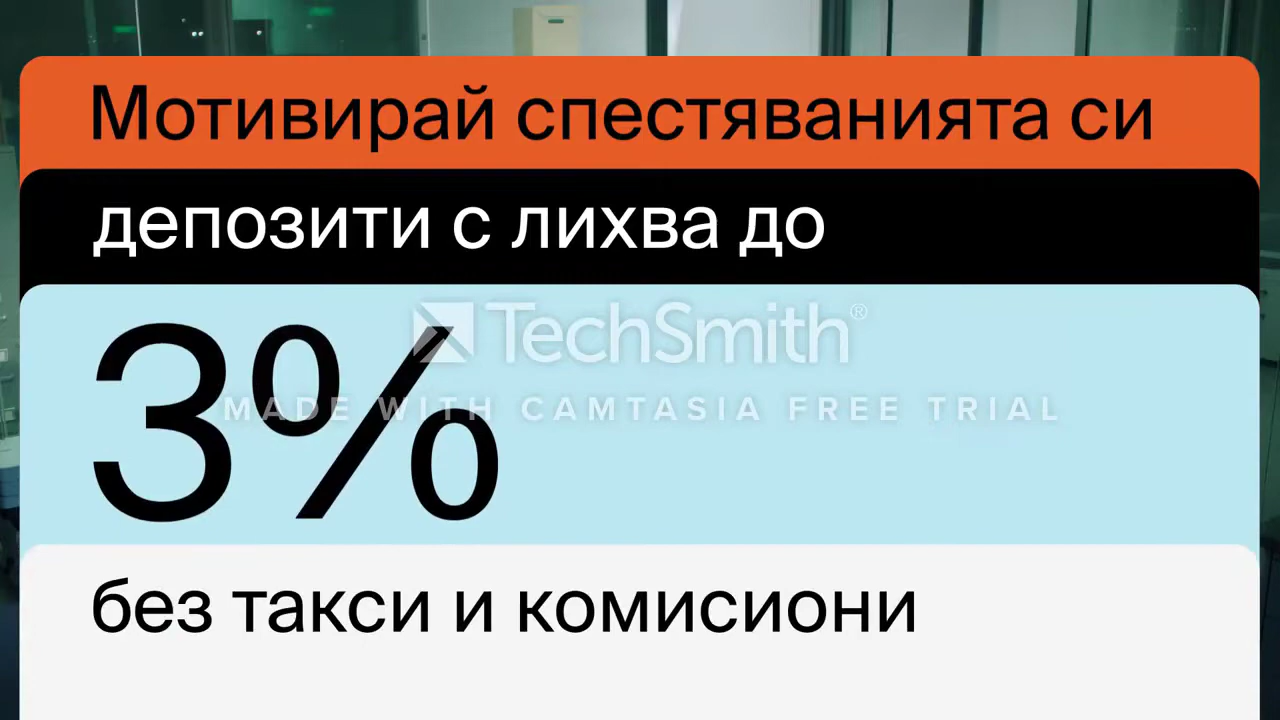 Мотивирай спестяванията си
депозити с лихва до
3%
TechSmith®
MADE WITH CAMTASIA FREE TRIAL
без такси и комисиони